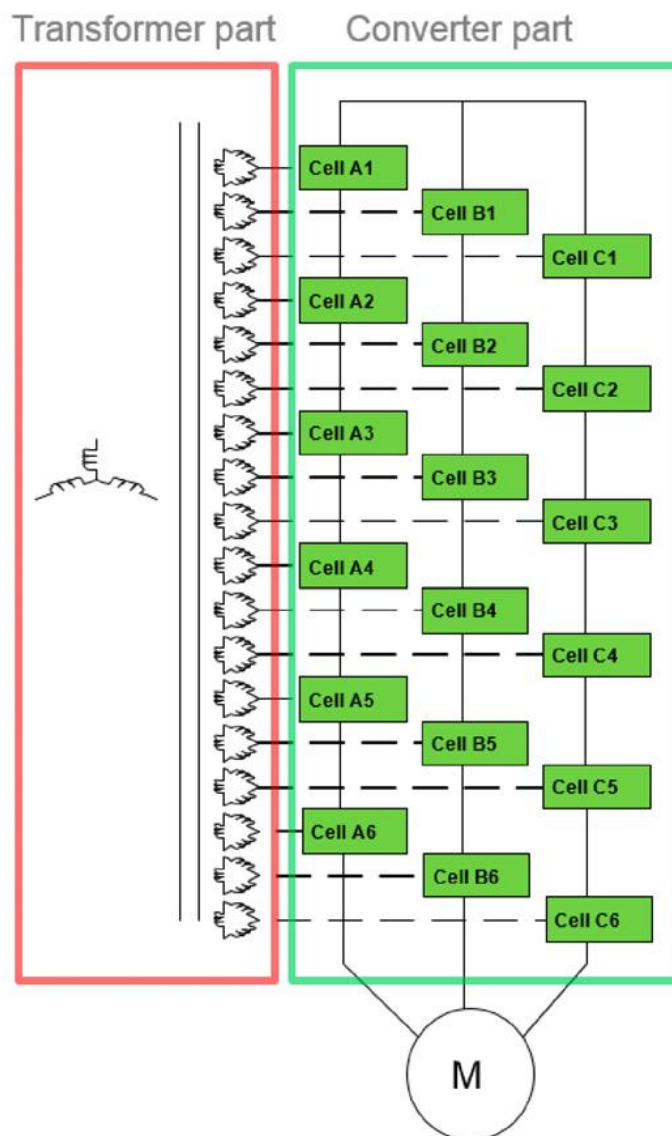 Transformer part
Converter part
Cell A1
Cell B1
Cell C1
Cell A2
Cell B2
Cell C2
Cell A3
Cell B3
Cell C3
Cell A4
Cell B4
Cell C4
Cell A5
Cell B5
Cell C5
Cell A6
Cell B6
Cell C6
M